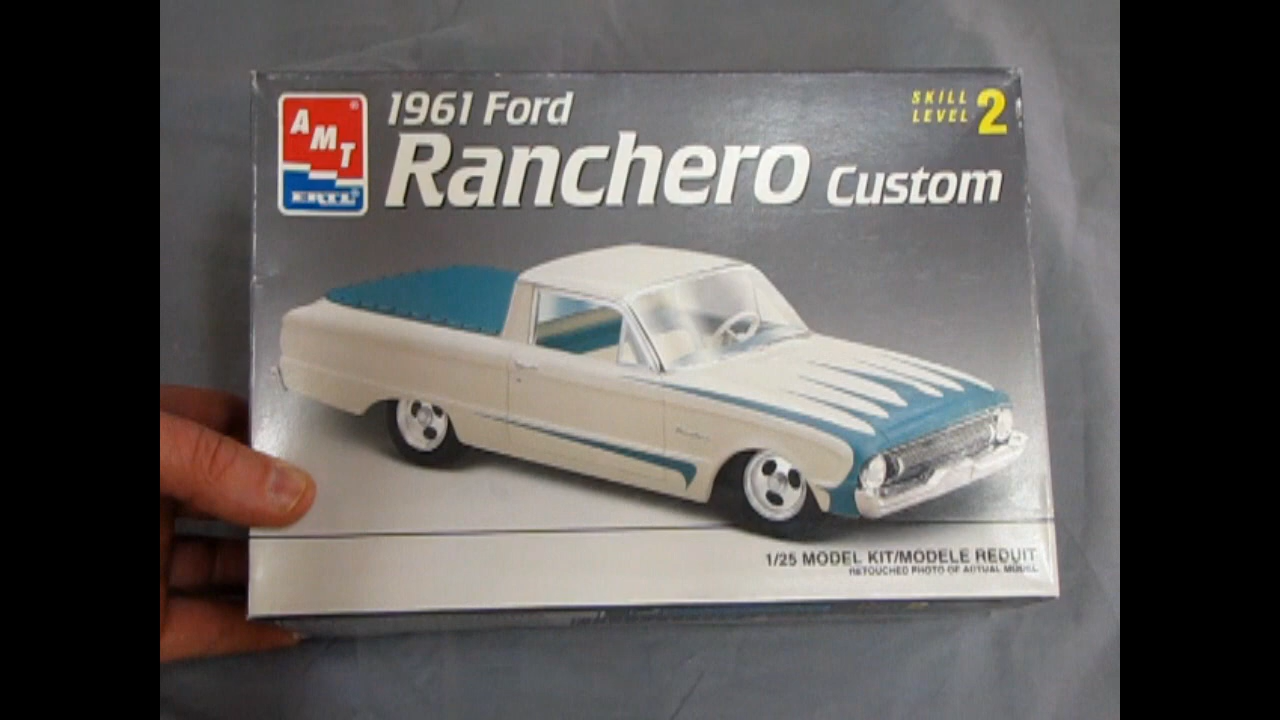 AMT
ERTL
1961 Ford
Ranchero Custom
SKILL
LEVEL 2
1/25 MODEL KIT/MODELE REDUIT
RETOUCHED PHOTO OF ACTUAL MODEL